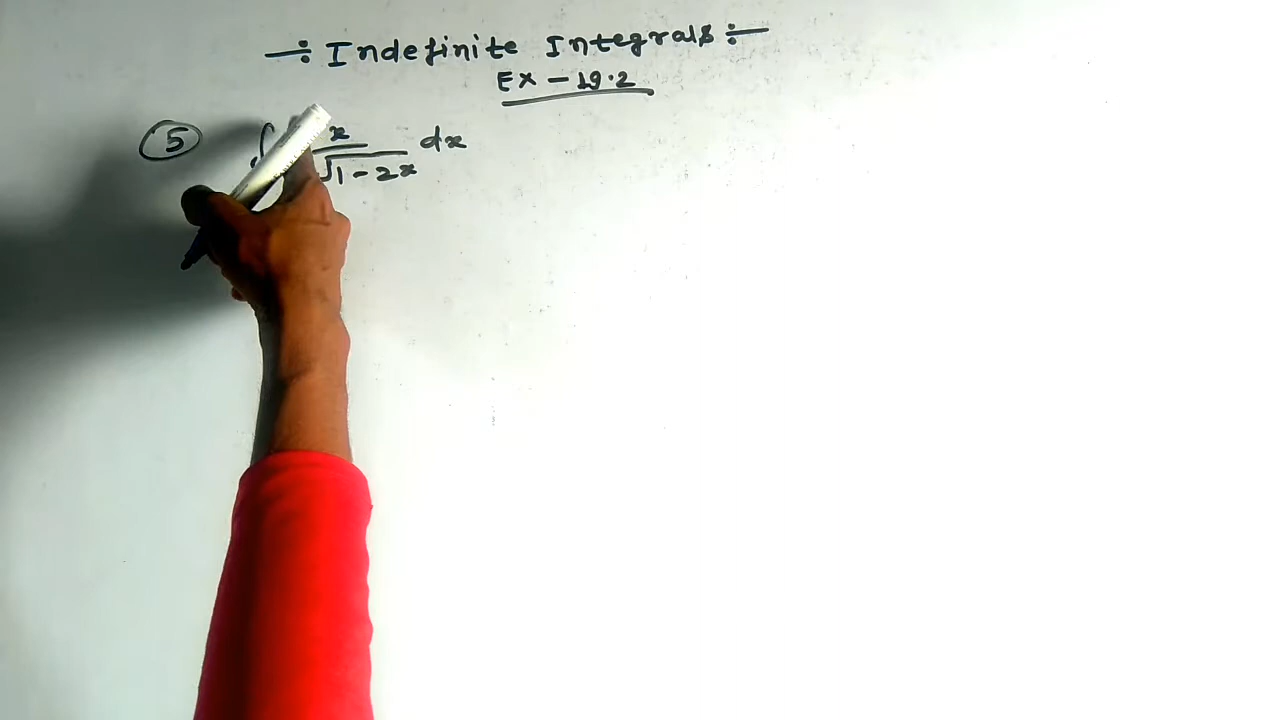 ÷ Indefinite Integrals ÷
EX - 19.2
5 ∫ x/√1-2x dx